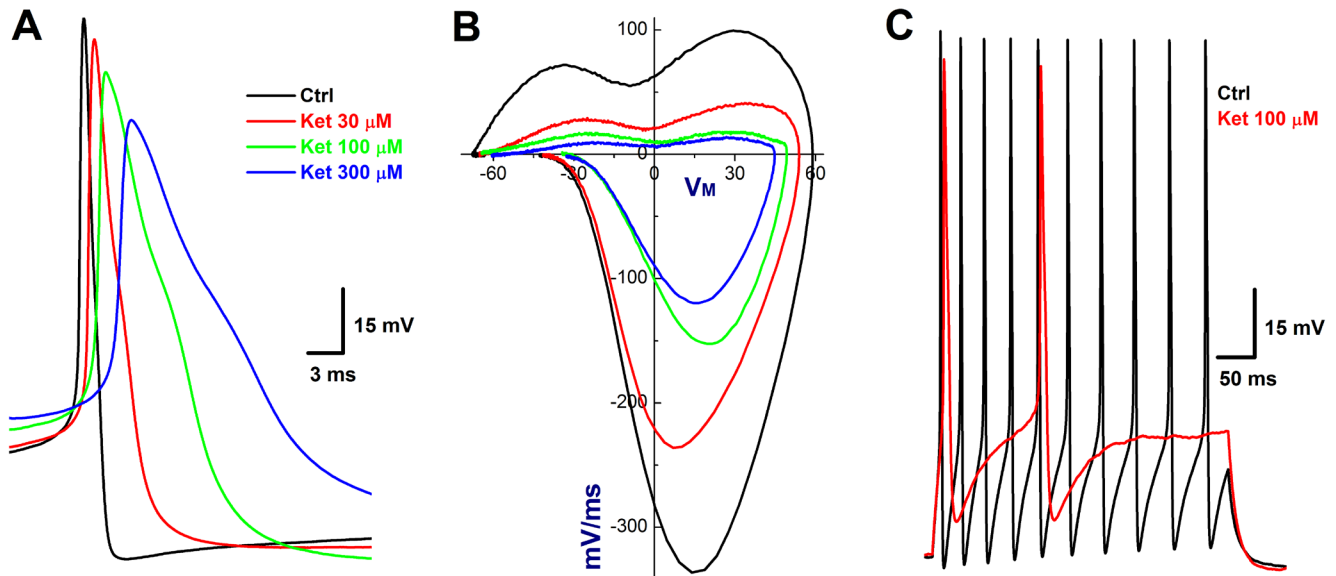 A
Ctrl
Ket 30 μM
Ket 100 μM
Ket 300 μM
15 mV
3 ms
B
100
0
-60
-30
0
30
60
VM
-100
-200
-300
mV/ms
C
Ctrl
Ket 100 μM
15 mV
50 ms